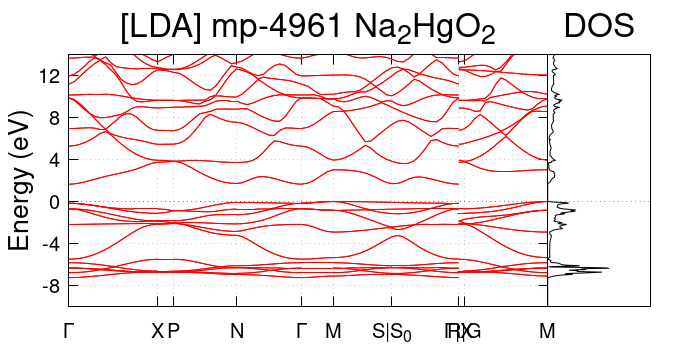 [LDA] mp-4961 Na₂HgO₂ DOS
Energy (eV)
12
8
4
0
-4
-8
Γ X P N Γ M S|S₀ Γ R|X G M